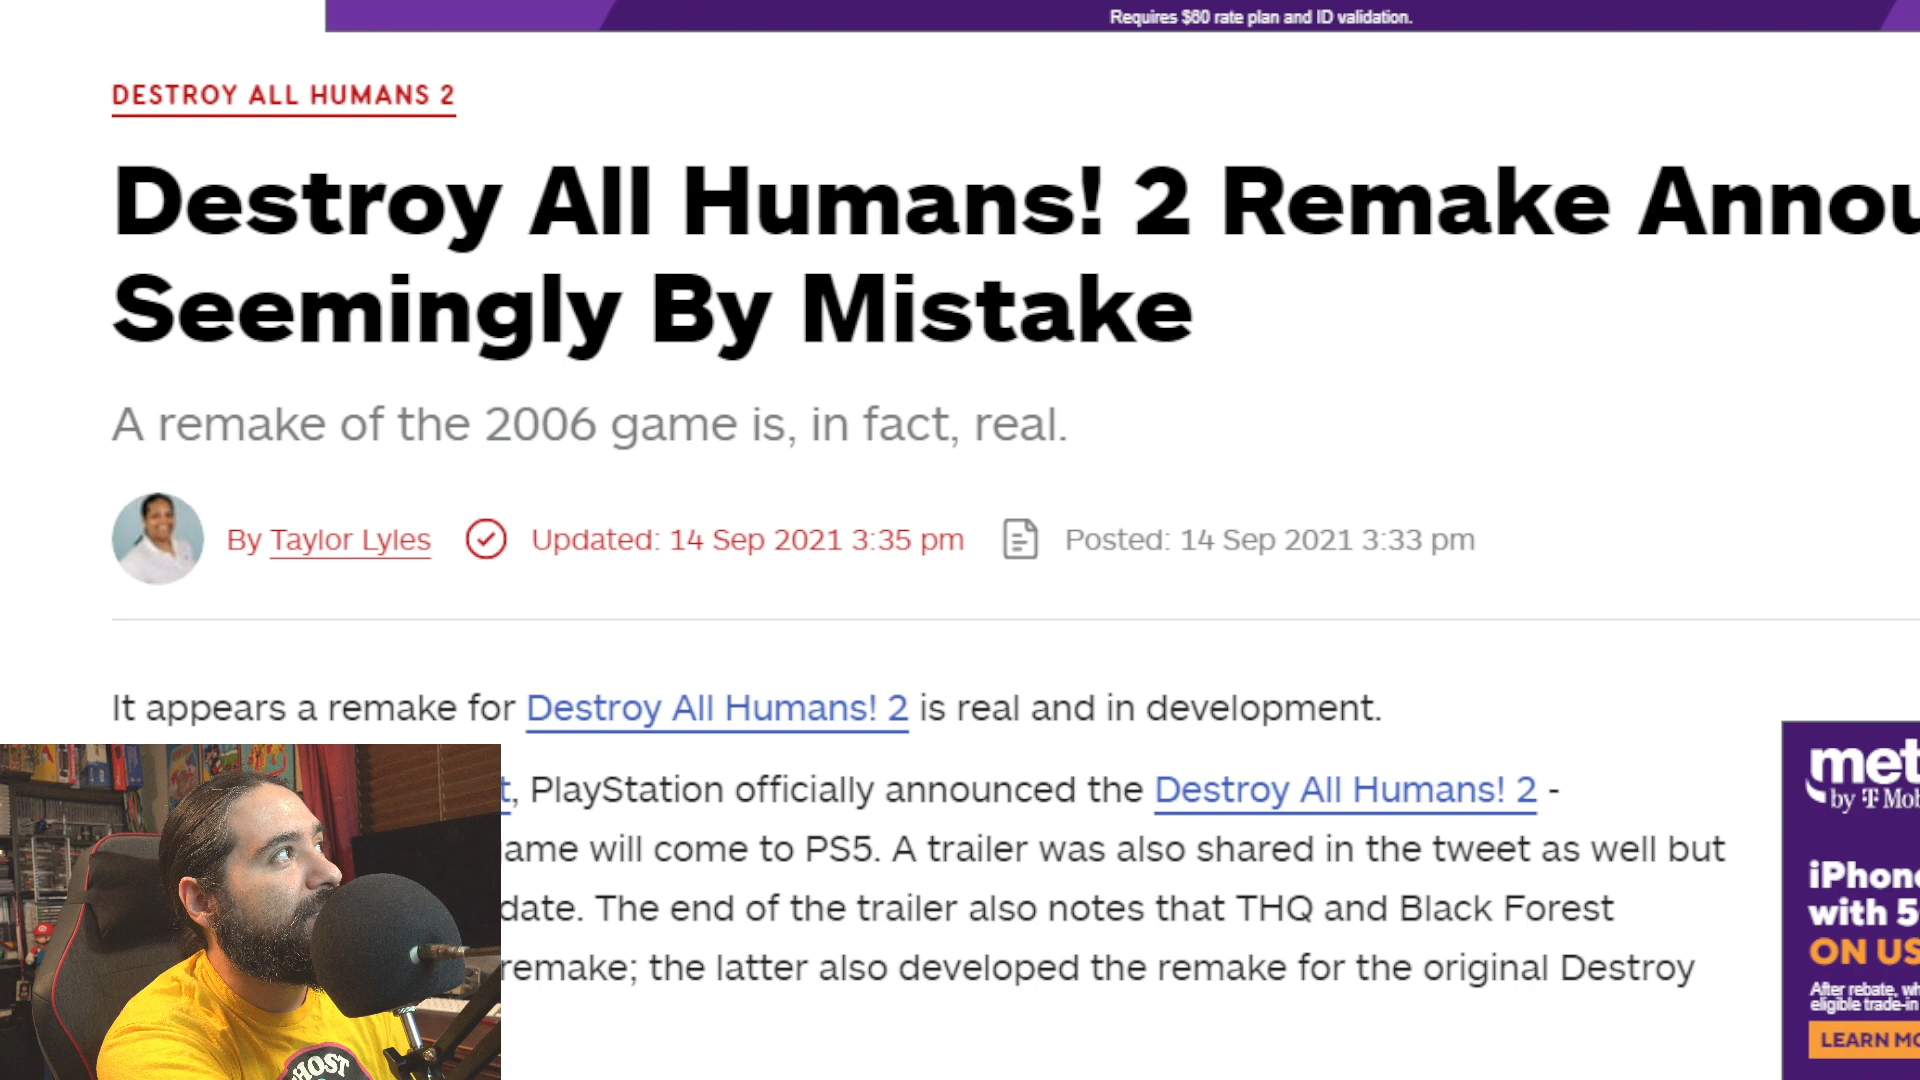 Requires $60 rate plan and ID validation.
DESTROY ALL HUMANS 2
Destroy All Humans! 2 Remake Annou
Seemingly By Mistake
A remake of the 2006 game is, in fact, real.
By Taylor Lyles Updated: 14 Sep 2021 3:35 pm Posted: 14 Sep 2021 3:33 pm
It appears a remake for Destroy All Humans! 2 is real and in development.
t, PlayStation officially announced the Destroy All Humans! 2 -
ame will come to PS5. A trailer was also shared in the tweet as well but
date. The end of the trailer also notes that THQ and Black Forest
remake; the latter also developed the remake for the original Destroy
met
by T Mob
iPhone
with 5
ON US
After rebate, wh
eligible trade-in
LEARN MO
HOST